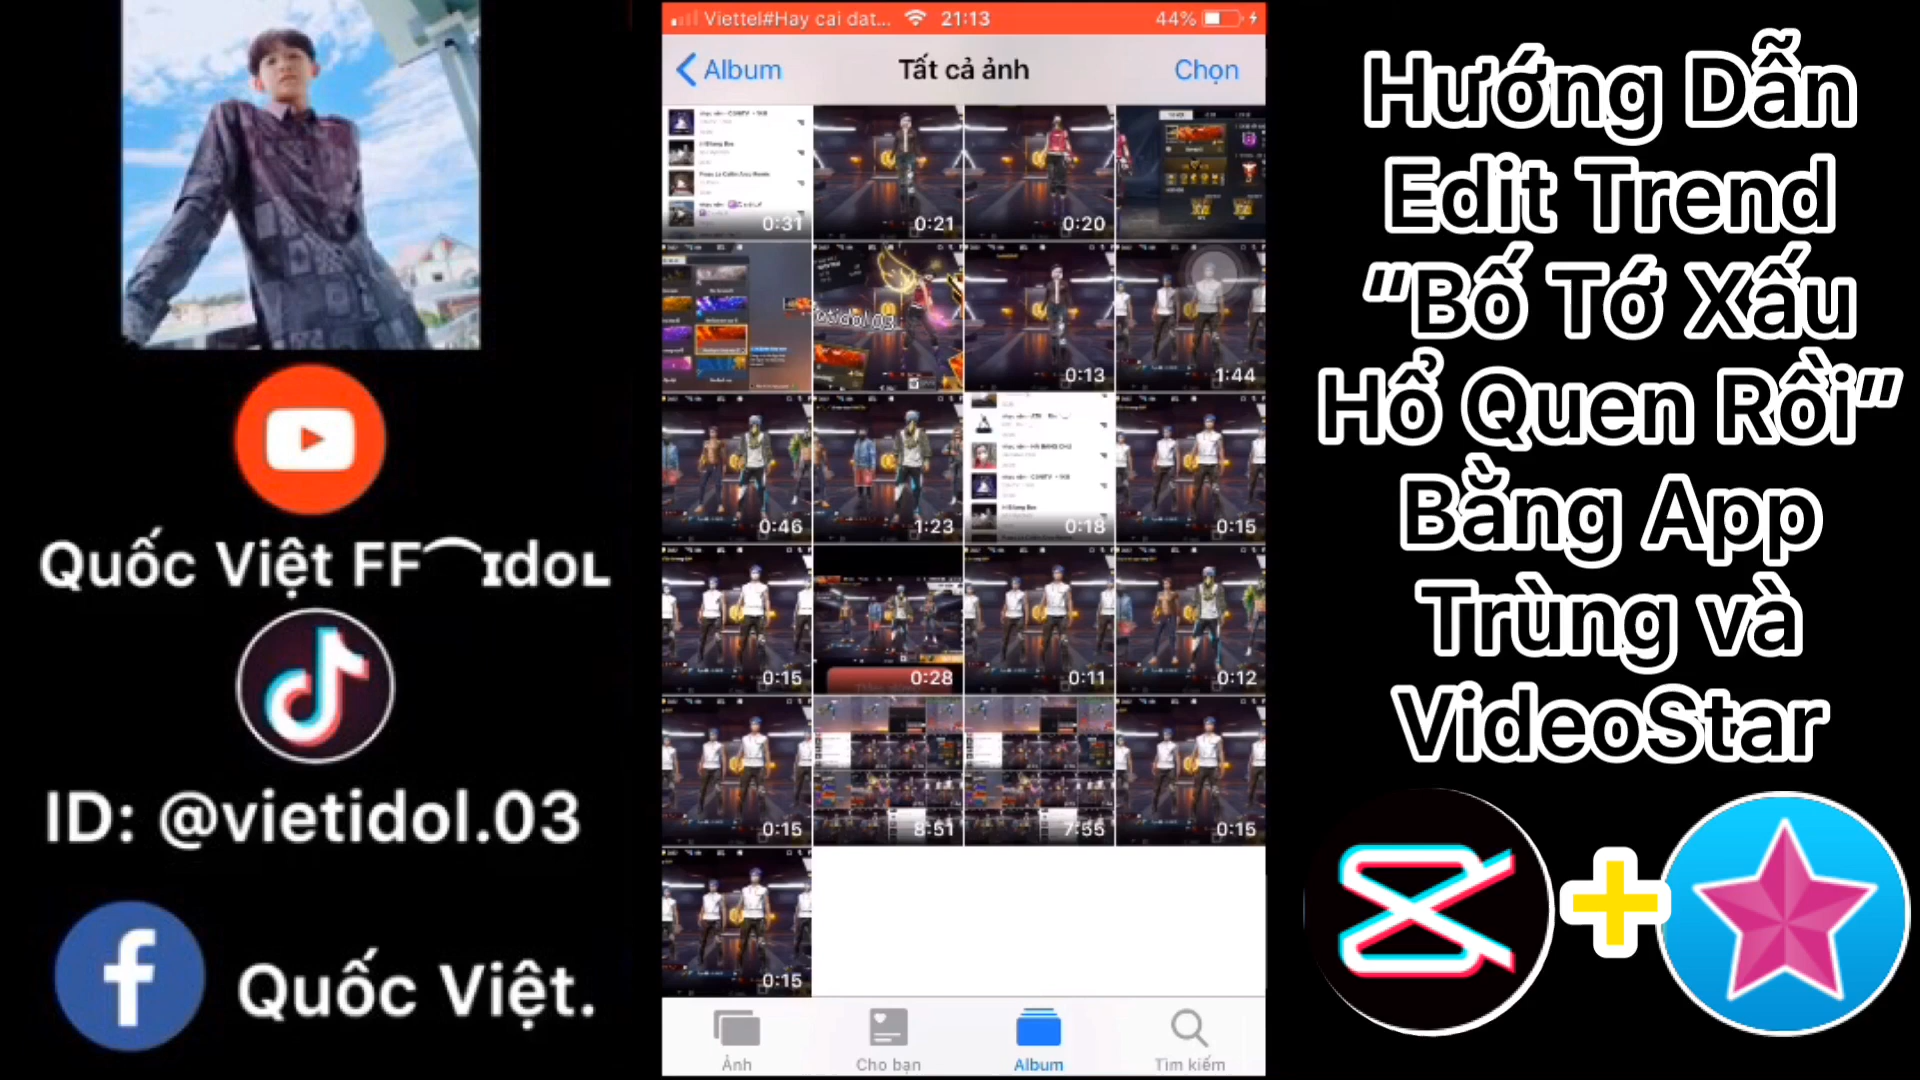 Quốc Việt FF⁀ɪdoʟ
ID: @vietidol.03
Quốc Việt.
Viettel#Hay cai dat... 21:13 44%
Album Tất cả ảnh Chọn
0:31 0:21 0:20
vietidol.03
0:13 1:44
0:46 1:23 0:18 0:15
0:15 0:28 0:11 0:12
0:15 8:51 7:55 0:15
0:15
Ảnh Cho bạn Album Tìm kiếm
Hướng Dẫn
Edit Trend
"Bố Tớ Xấu
Hổ Quen Rồi"
Bằng App
Trùng và
VideoStar